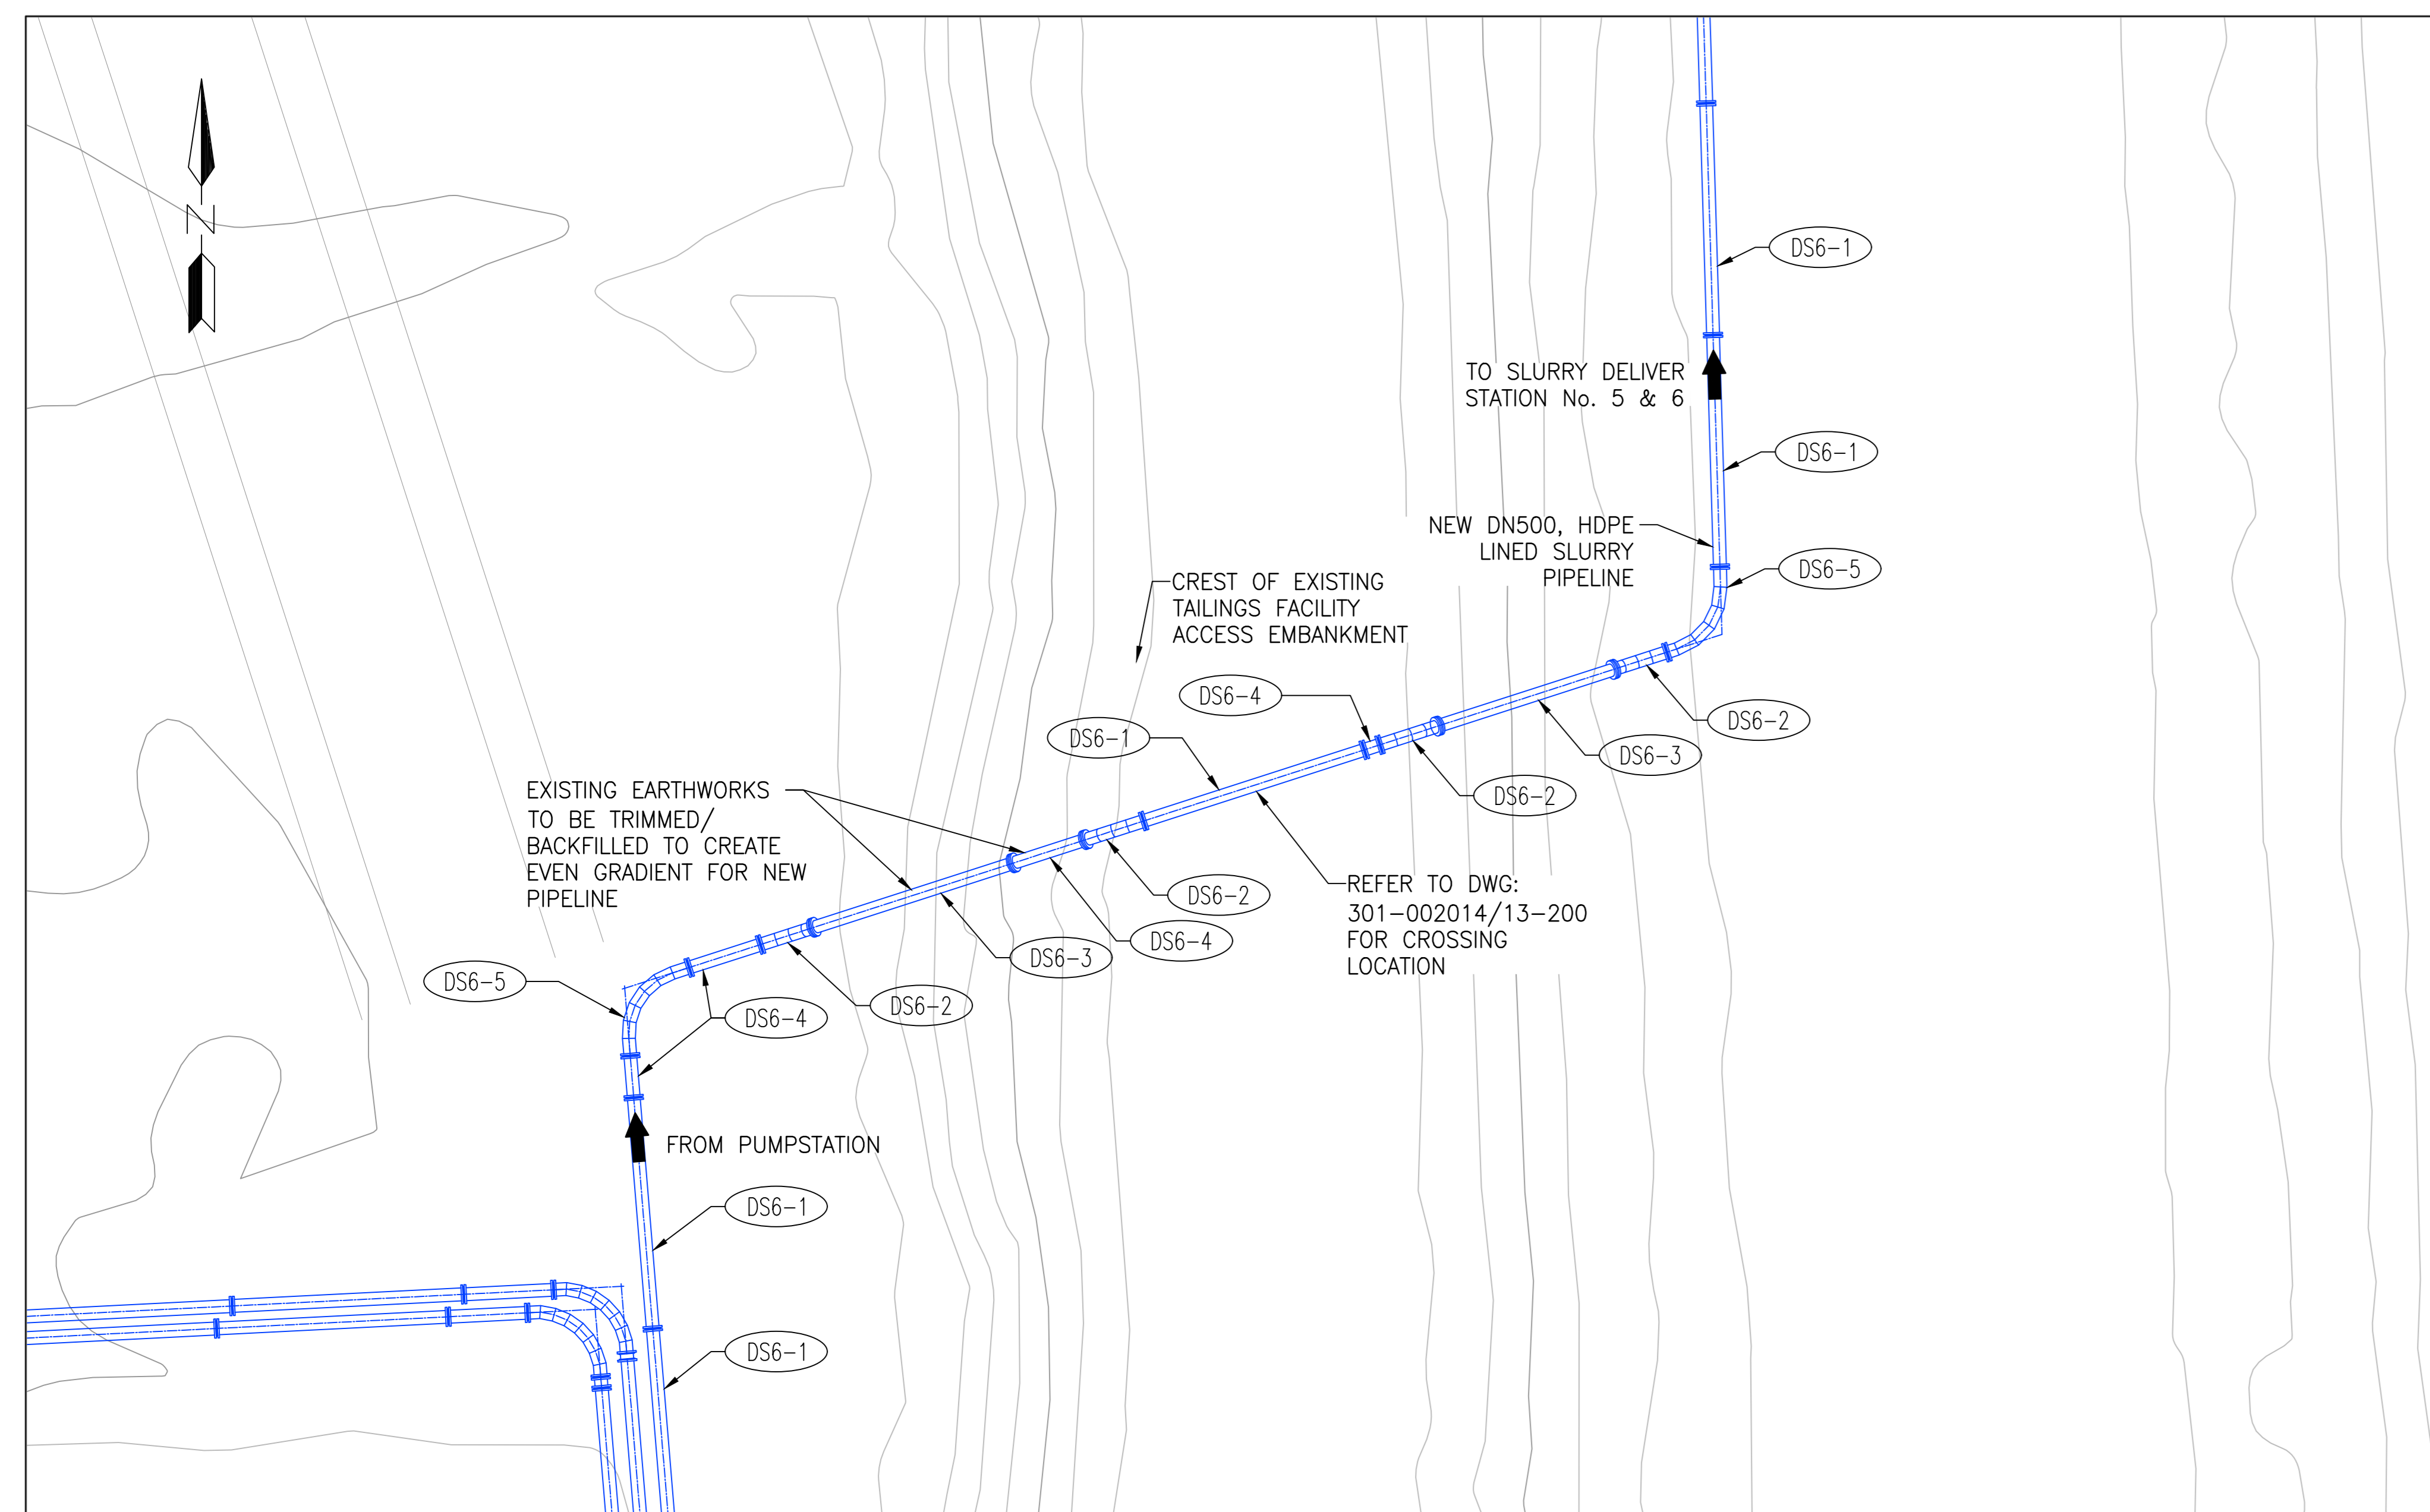 N
DS6-1
TO SLURRY DELIVER
STATION No. 5 & 6
DS6-1
NEW DN500, HDPE
LINED SLURRY
PIPELINE
DS6-5
CREST OF EXISTING
TAILINGS FACILITY
ACCESS EMBANKMENT
DS6-4
DS6-2
DS6-1
DS6-3
DS6-2
EXISTING EARTHWORKS
TO BE TRIMMED/
BACKFILLED TO CREATE
EVEN GRADIENT FOR NEW
PIPELINE
DS6-2
REFER TO DWG:
301-002014/13-200
FOR CROSSING
LOCATION
DS6-4
DS6-3
DS6-5
DS6-2
DS6-4
FROM PUMPSTATION
DS6-1
DS6-1